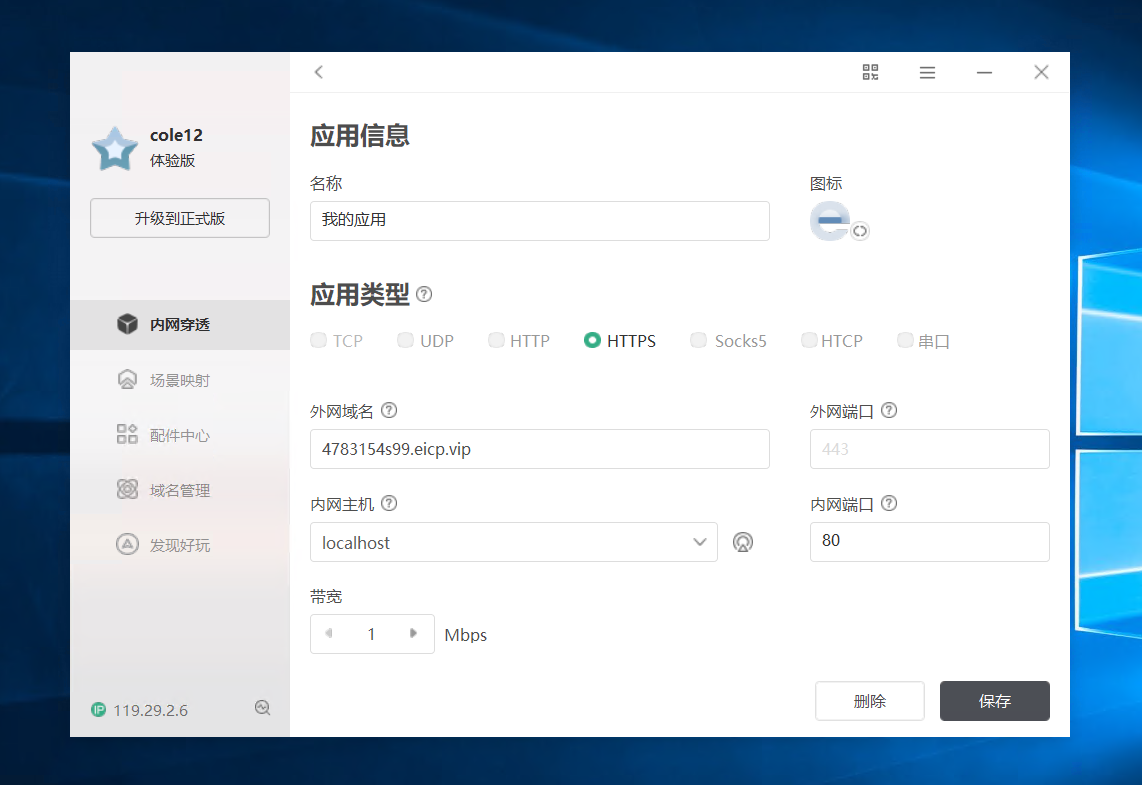 cole12
体验版
升级到正式版
内网穿透
场景映射
配件中心
域名管理
发现好玩
IP 119.29.2.6
应用信息
名称 图标
我的应用
应用类型 ?
TCP UDP HTTP HTTPS Socks5 HTCP 串口
外网域名 ? 外网端口 ?
4783154s99.eicp.vip 443
内网主机 ? 内网端口 ?
localhost 80
带宽
1 Mbps
删除 保存